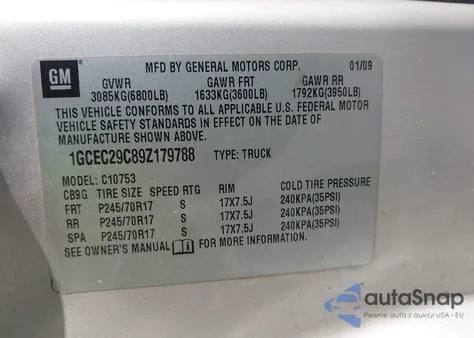 GM
MFD BY GENERAL MOTORS CORP. 01/09
GVWR GAWR FRT GAWR RR
3085KG(6800LB) 1633KG(3600LB) 1792KG(3950LB)
THIS VEHICLE CONFORMS TO ALL APPLICABLE U.S. FEDERAL MOTOR
VEHICLE SAFETY STANDARDS IN EFFECT ON THE DATE OF
MANUFACTURE SHOWN ABOVE.
1GCEC29C89Z179788 TYPE: TRUCK
MODEL: C10753
CB9G TIRE SIZE SPEED RTG RIM COLD TIRE PRESSURE
FRT P245/70R17 S 17X7.5J 240KPA(35PSI)
RR P245/70R17 S 17X7.5J 240KPA(35PSI)
SPA P245/70R17 S 17X7.5J 240KPA(35PSI)
SEE OWNER'S MANUAL i FOR MORE INFORMATION.
autoSnap
Pewne auto z USA i EU